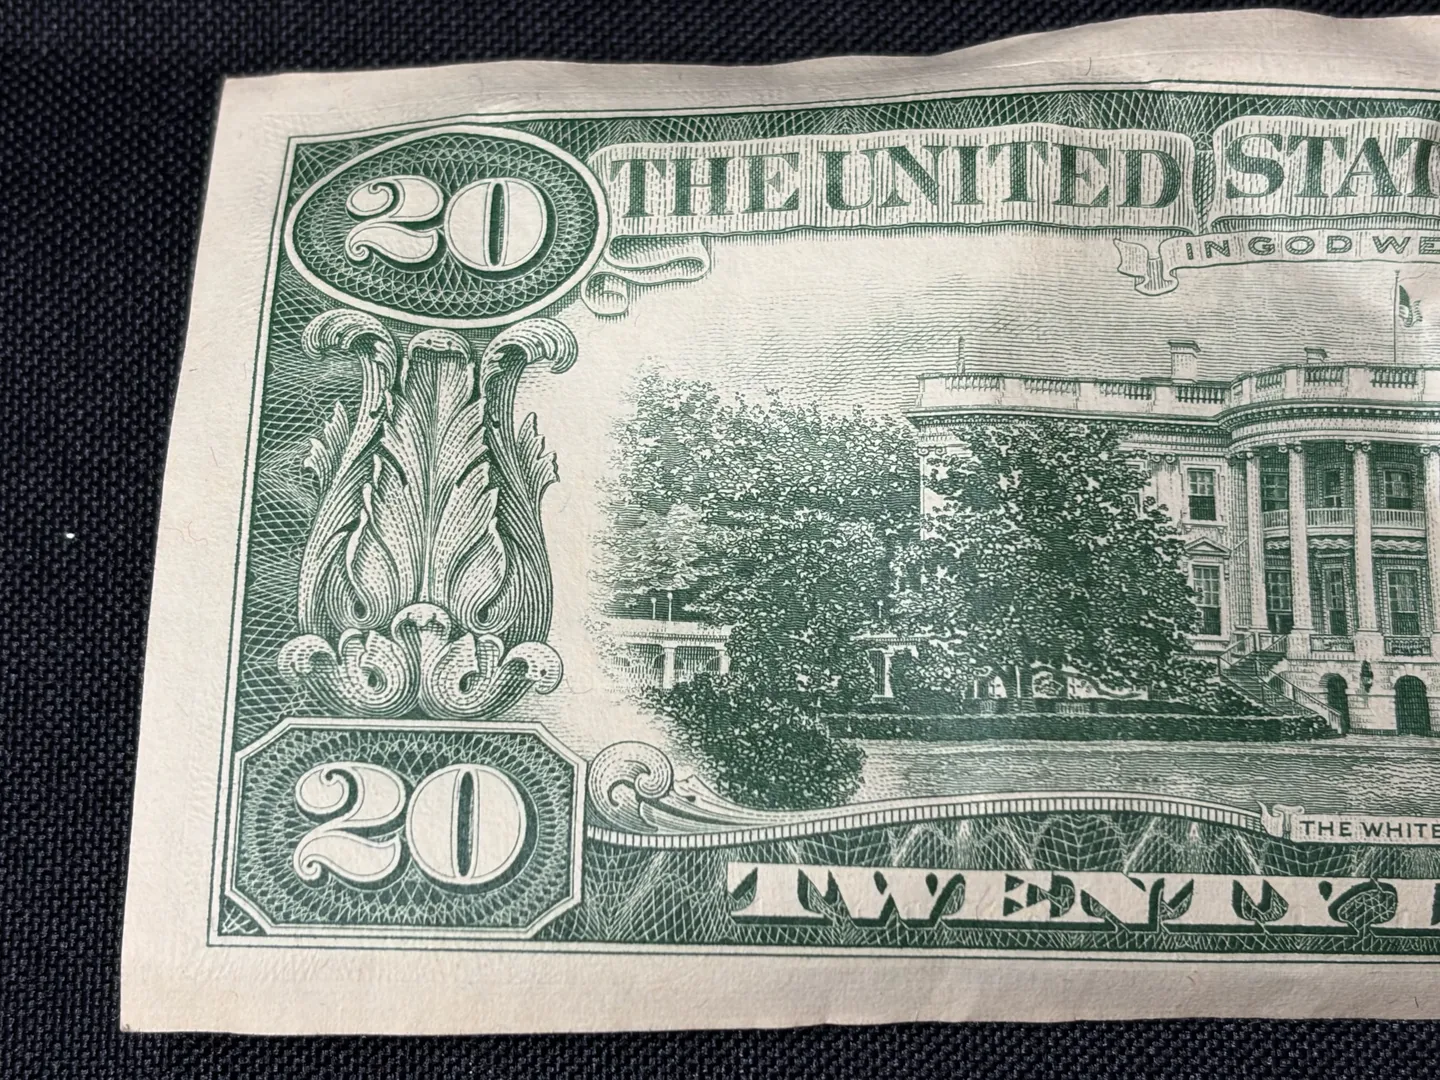 20 THE UNITED STAT
IN GOD WE
20
THE WHITE
TWENTY